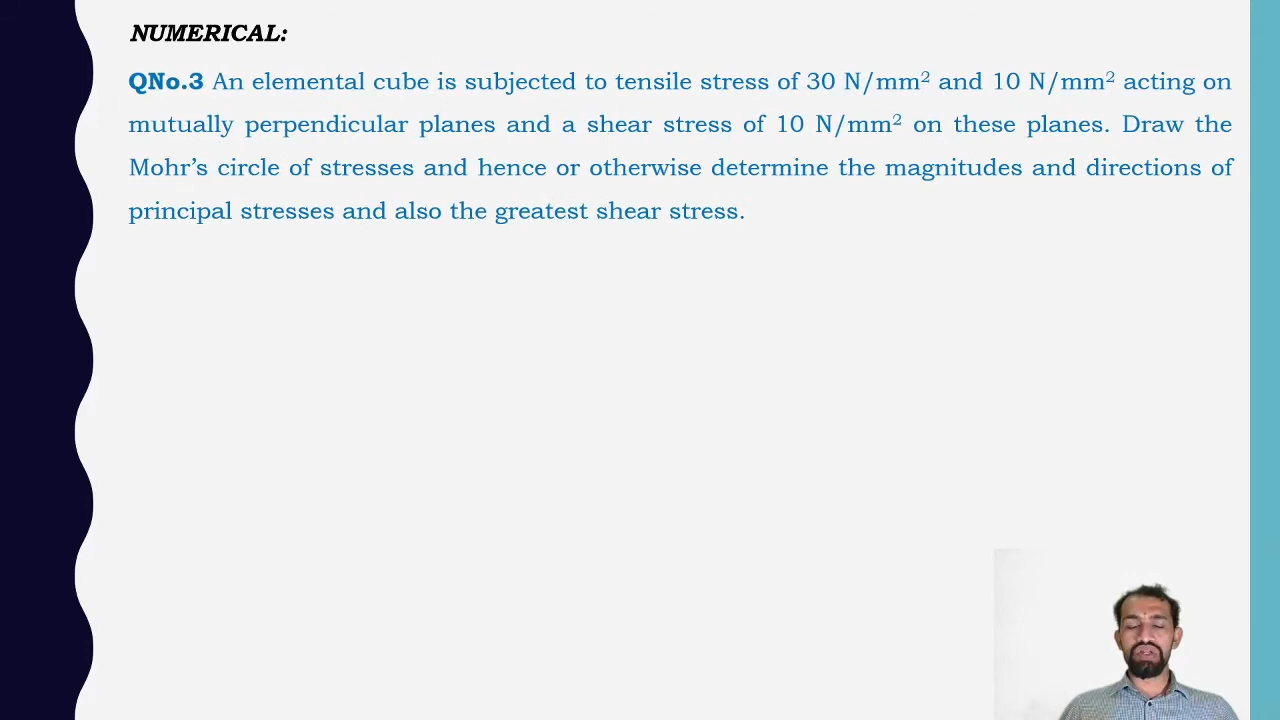 NUMERICAL:
QNo.3 An elemental cube is subjected to tensile stress of 30 N/mm² and 10 N/mm² acting on
mutually perpendicular planes and a shear stress of 10 N/mm² on these planes. Draw the
Mohr’s circle of stresses and hence or otherwise determine the magnitudes and directions of
principal stresses and also the greatest shear stress.